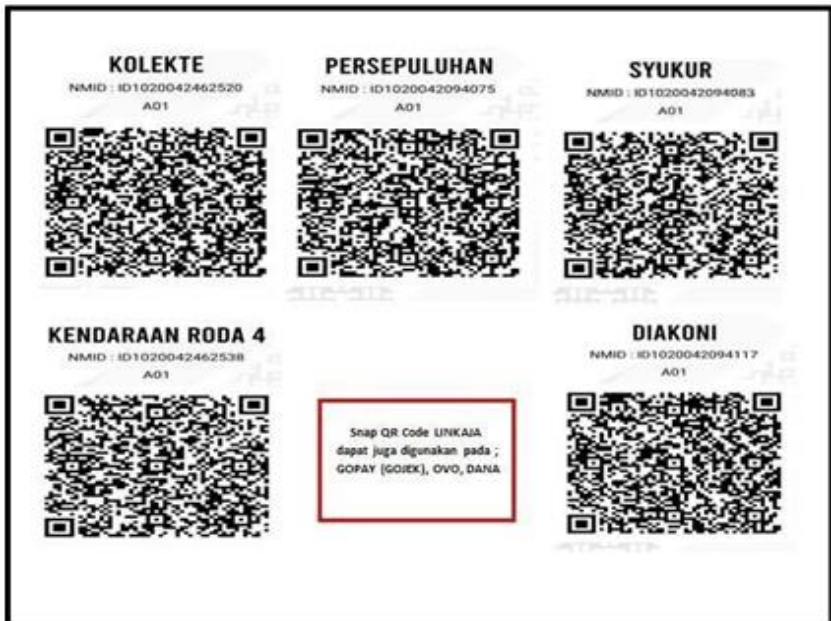 KOLEKTE
NMID : ID1020042462520
A01
PERSEPULUHAN
NMID : ID1020042094075
A01
SYUKUR
NMID : ID1020042094083
A01
KENDARAAN RODA 4
NMID : ID1020042462538
A01
Snap QR Code LINKAJA
dapat juga digunakan pada ;
GOPAY (GOJEK), OVO, DANA
DIAKONI
NMID : ID1020042094117
A01